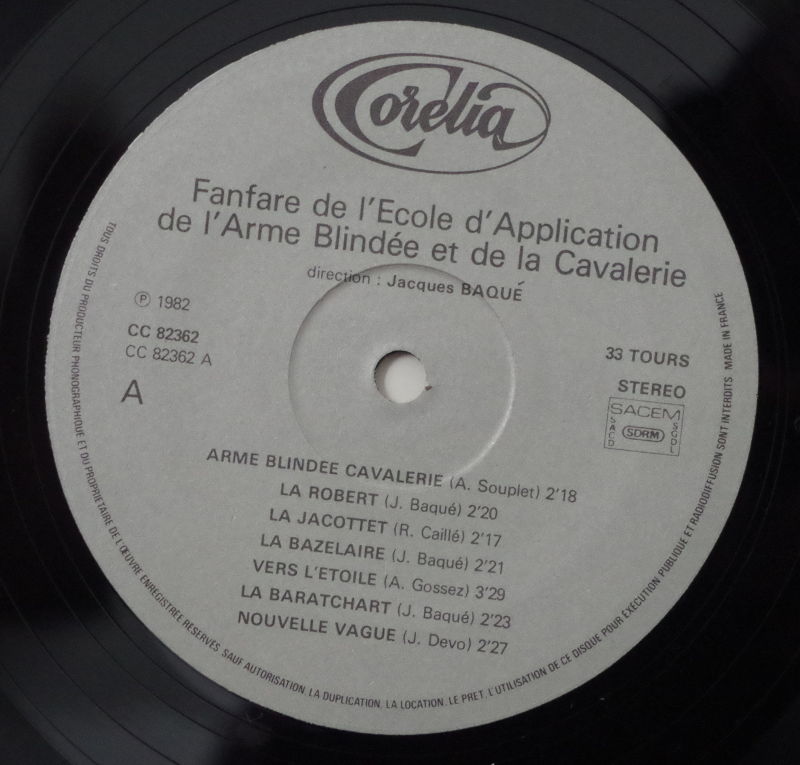 Corelia
Fanfare de l'Ecole d'Application
de l'Arme Blindée et de la Cavalerie
direction : Jacques BAQUÉ
℗ 1982
CC 82362
CC 82362 A
A
33 TOURS
STEREO
SACEM
SACD
SDRM
SGDL
ARME BLINDEE CAVALERIE (A. Souplet) 2'18
LA ROBERT (J. Baqué) 2'20
LA JACOTTET (R. Caillé) 2'17
LA BAZELAIRE (J. Baqué) 2'21
VERS L'ETOILE (A. Gossez) 3'29
LA BARATCHART (J. Baqué) 2'23
NOUVELLE VAGUE (J. Devo) 2'27
TOUS DROITS DU PRODUCTEUR PHONOGRAPHIQUE ET DU PROPRIETAIRE DE L'ŒUVRE ENREGISTREE RESERVES. SAUF AUTORISATION, LA DUPLICATION, LA LOCATION, LE PRET, L'UTILISATION DE CE DISQUE POUR EXÉCUTION PUBLIQUE ET RADIODIFFUSION SONT INTERDITS. MADE IN FRANCE